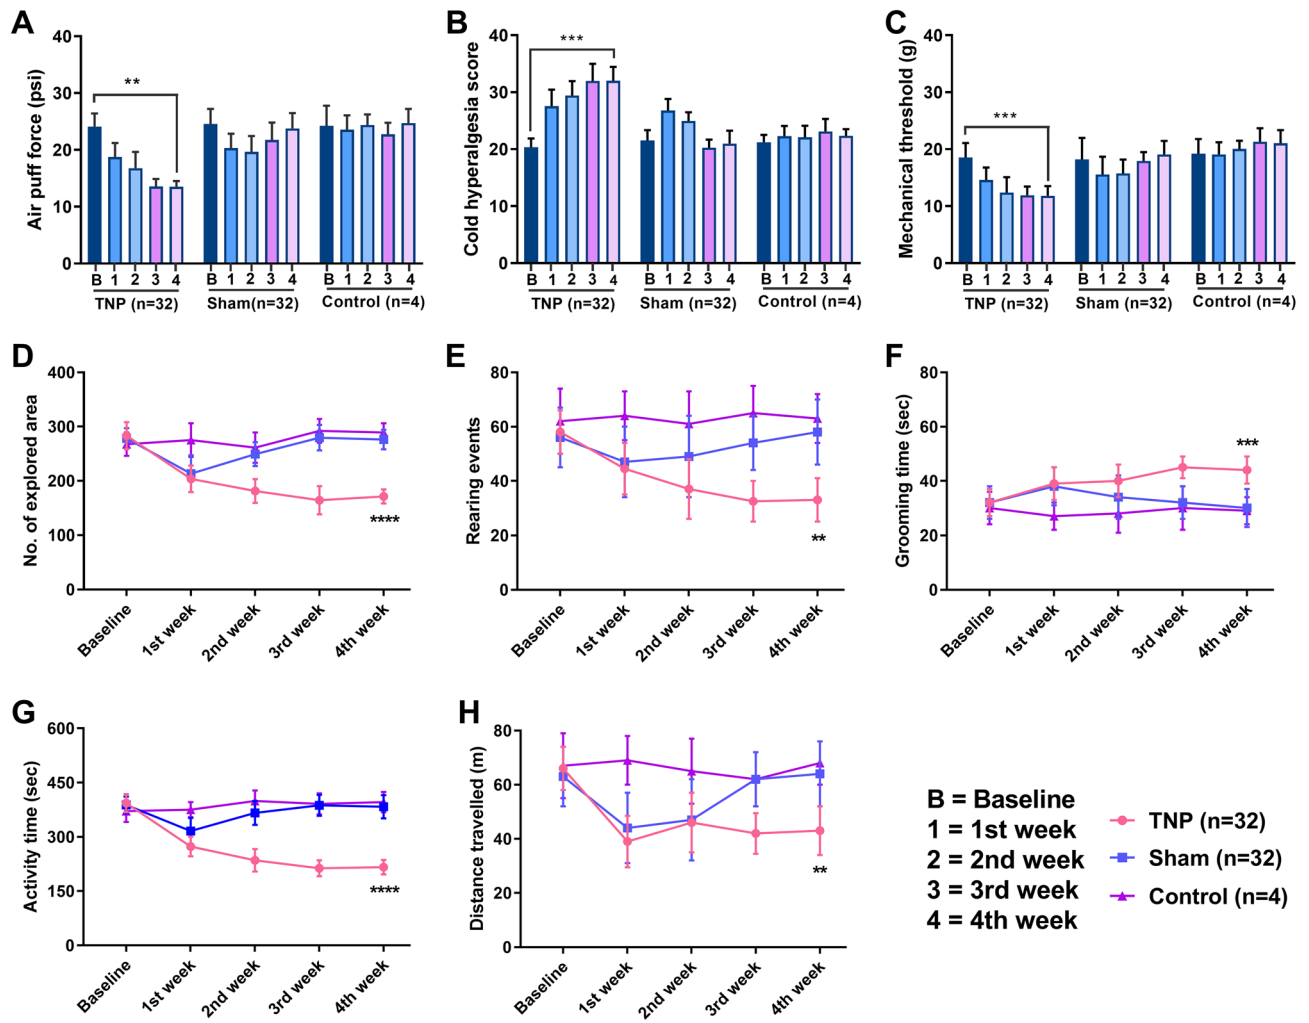 A
Air puff force (psi)
40
30
20
10
0
**
B 1 2 3 4 B 1 2 3 4 B 1 2 3 4
TNP (n=32) Sham(n=32) Control (n=4)
B
Cold hyperalgesia score
40
30
20
10
0
***
B 1 2 3 4 B 1 2 3 4 B 1 2 3 4
TNP (n=32) Sham (n=32) Control (n=4)
C
Mechanical threshold (g)
40
30
20
10
0
***
B 1 2 3 4 B 1 2 3 4 B 1 2 3 4
TNP (n=32) Sham (n=32) Control (n=4)
D
No. of explored area
400
300
200
100
0
****
Baseline 1st week 2nd week 3rd week 4th week
E
Rearing events
80
60
40
20
0
**
Baseline 1st week 2nd week 3rd week 4th week
F
Grooming time (sec)
80
60
40
20
0
***
Baseline 1st week 2nd week 3rd week 4th week
G
Activity time (sec)
600
450
300
150
0
****
Baseline 1st week 2nd week 3rd week 4th week
H
Distance travelled (m)
80
60
40
20
0
**
Baseline 1st week 2nd week 3rd week 4th week
B = Baseline
1 = 1st week
2 = 2nd week
3 = 3rd week
4 = 4th week
TNP (n=32)
Sham (n=32)
Control (n=4)